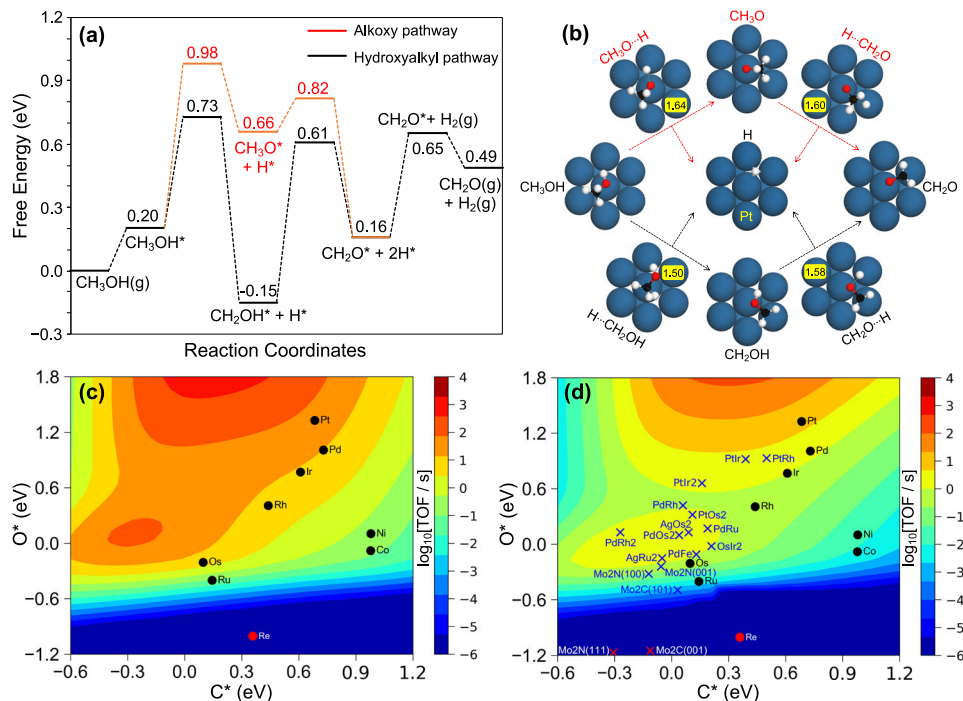 (a)
Alkoxy pathway
Hydroxyalkyl pathway
Free Energy (eV)
1.2
0.9
0.6
0.3
0.0
−0.3
0.98
0.73
0.66
CH₃O*
+ H*
0.82
0.61
CH₂O*+ H₂(g)
0.65
0.49
CH₂O(g)
+ H₂(g)
0.20
CH₃OH*
0.16
CH₂O* + 2H*
CH₃OH(g)
-0.15
CH₂OH* + H*
Reaction Coordinates
(b)
CH₃O
CH₃O···H
H···CH₂O
1.64
1.60
H
CH₃OH
CH₂O
Pt
1.50
1.58
H···CH₂OH
CH₂OH
CH₂O···H
(c)
O* (eV)
1.8
1.2
0.6
0.0
−0.6
−1.2
Pt
Pd
Ir
Rh
Ni
Co
Os
Ru
Re
−0.6
−0.3
0.0
0.3
0.6
0.9
1.2
C* (eV)
4
3
2
1
0
−1
−2
−3
−4
−5
−6
log₁₀[TOF / s]
(d)
O* (eV)
1.8
1.2
0.6
0.0
−0.6
−1.2
Pt
Pd
PtIr
PtRh
Ir
PtIr2
PdRh
Rh
PtOs2
AgOs2
PdRu
PdRh2
PdOs2
Ni
OsIr2
Co
PdFe
AgRu2
Os
Mo2N(001)
Mo2N(100)
Ru
Mo2C(101)
Re
Mo2N(111)
Mo2C(001)
−0.6
−0.3
0.0
0.3
0.6
0.9
1.2
C* (eV)
4
3
2
1
0
−1
−2
−3
−4
−5
−6
log₁₀[TOF / s]